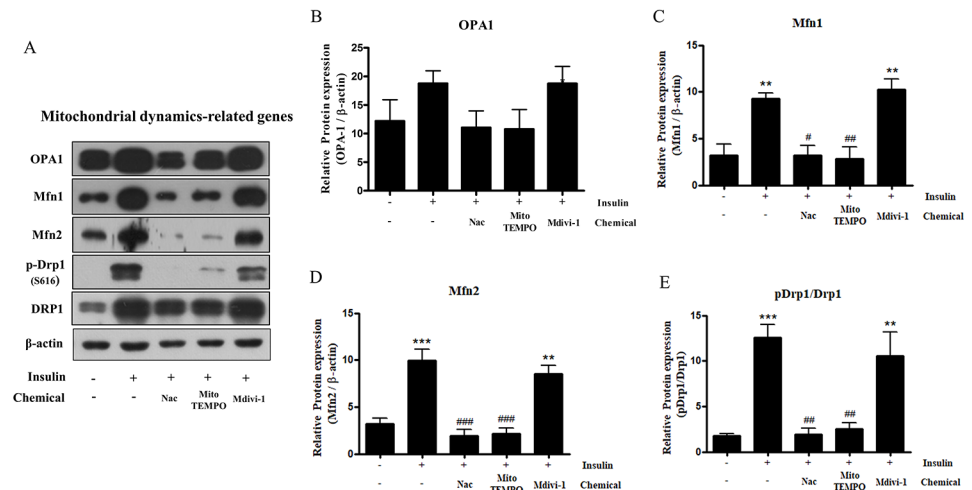 A
Mitochondrial dynamics-related genes
OPA1
Mfn1
Mfn2
p-Drp1
(S616)
DRP1
β-actin
Insulin - + + + +
Chemical - - Nac Mito TEMPO Mdivi-1
B
OPA1
Relative Protein expression
(OPA-1 / β-actin)
25
20
15
10
5
0
- + + + + Insulin
- - Nac Mito TEMPO Mdivi-1 Chemical
C
Mfn1
Relative Protein expression
(Mfn1/ β-actin)
15
10
5
0
** # ## **
- + + + + Insulin
- - Nac Mito TEMPO Mdivi-1 Chemical
D
Mfn2
Relative Protein expression
(Mfn2 / β-actin)
15
10
5
0
*** ### ### **
- + + + + Insulin
- - Nac Mito TEMPO Mdivi-1 Chemical
E
pDrp1/Drp1
Relative Protein expression
(pDrp1/Drp1)
15
10
5
0
*** ## ## **
- + + + + Insulin
- - Nac Mito TEMPO Mdivi-1 Chemical